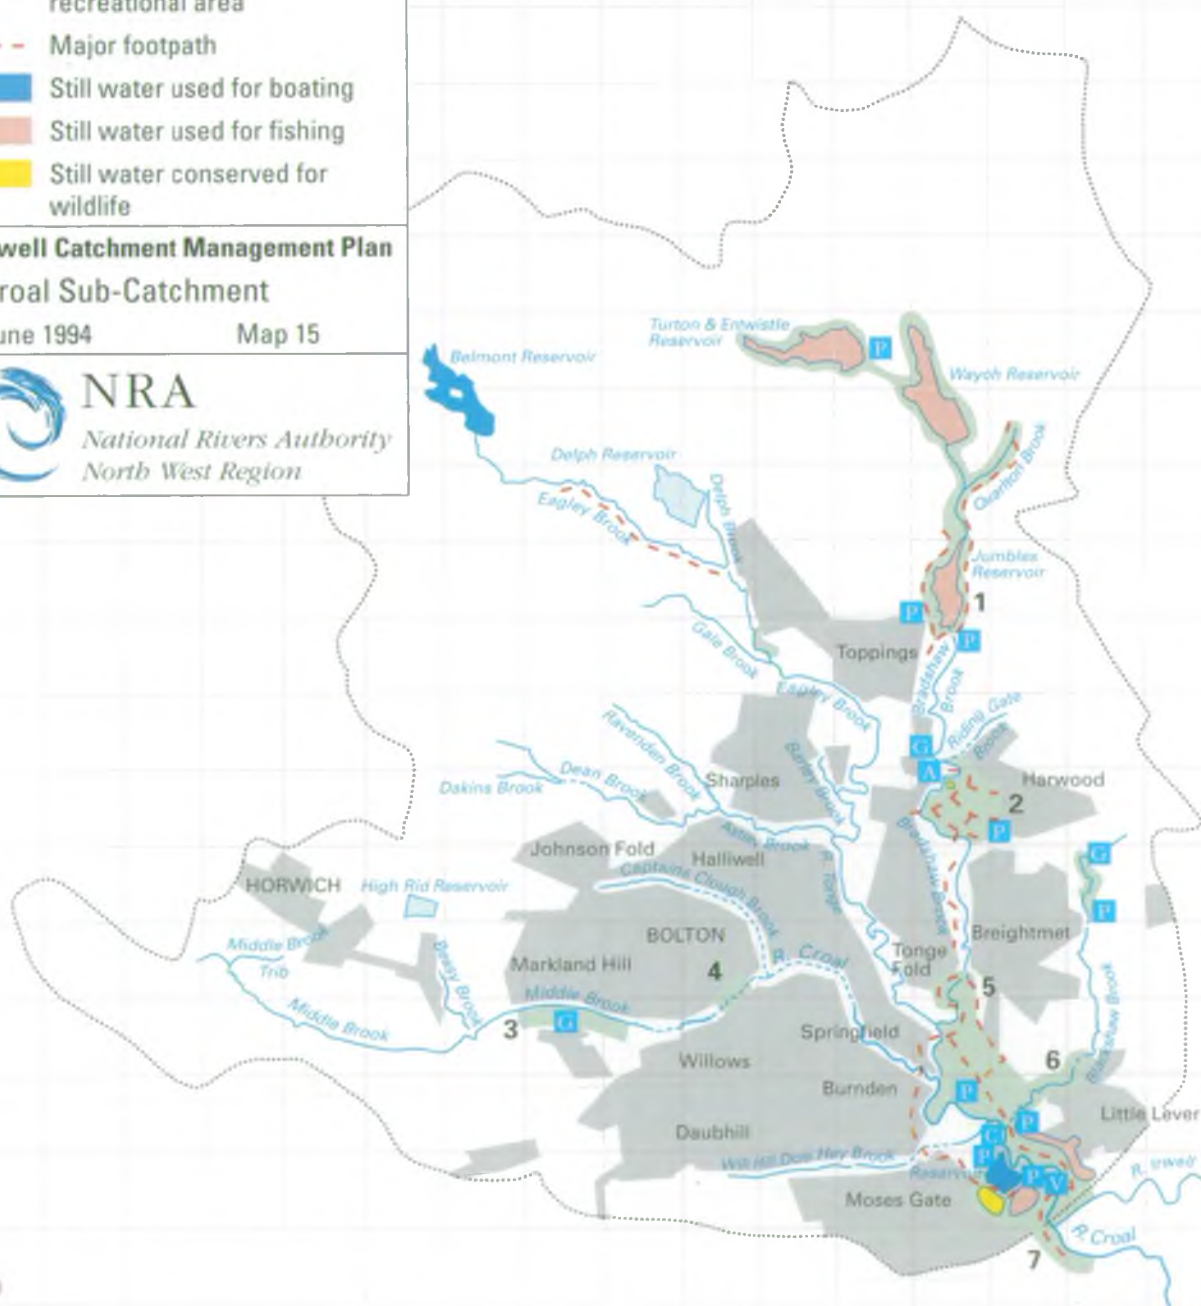 recreational area
Major footpath
Still water used for boating
Still water used for fishing
Still water conserved for
wildlife
well Catchment Management Plan
roal Sub-Catchment
une 1994 Map 15
NRA
National Rivers Authority
North West Region
Turton & Entwistle
Reservoir
P
Belmont Reservoir
Wayoh Reservoir
Delph Reservoir
Delph Brook
Eagley Brook
Quarlton Brook
Jumbles
Reservoir
1
P
P
Toppings
Gale Brook
Bradshaw
Brook
Eagley Brook
Riding Gate
Brook
G
A
Ravenden Brook
Sharples
Harwood
2
P
Dean Brook
Dakins Brook
Astley Brook
Bradshaw Brook
Johnson Fold
Halliwell
G
HORWICH
High Rid Reservoir
Captains Clough Brook
R. Tonge
P
BOLTON
Breightmet
Middle Brook
Trib
Bessy Brook
Markland Hill
4
R. Croal
Tonge
Fold
Middle Brook
Middle Brook
5
3
G
Springfield
Blackshaw Brook
Willows
6
Burnden
P
Little Lever
Daubhill
P
P
Reservoir
P
V
R. Irwell
Moses Gate
R. Croal
7